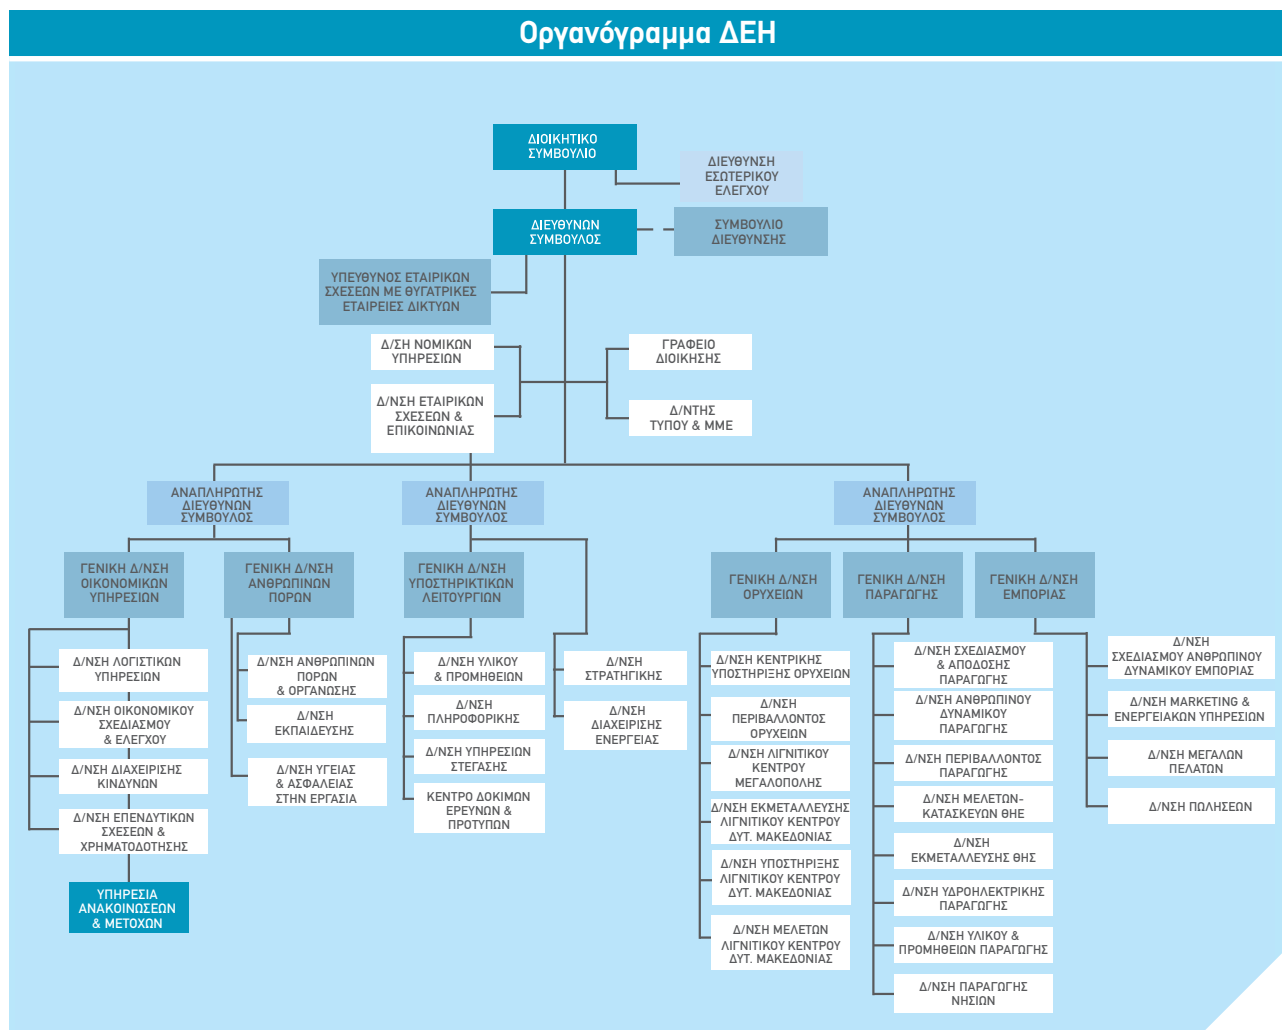 Οργανόγραμμα ΔΕΗ
ΔΙΟΙΚΗΤΙΚΟ
ΣΥΜΒΟΥΛΙΟ
ΔΙΕΥΘΥΝΣΗ
ΕΣΩΤΕΡΙΚΟΥ
ΕΛΕΓΧΟΥ
ΔΙΕΥΘΥΝΩΝ
ΣΥΜΒΟΥΛΟΣ
ΣΥΜΒΟΥΛΙΟ
ΔΙΕΥΘΥΝΣΗΣ
ΥΠΕΥΘΥΝΟΣ ΕΤΑΙΡΙΚΩΝ
ΣΧΕΣΕΩΝ ΜΕ ΘΥΓΑΤΡΙΚΕΣ
ΕΤΑΙΡΕΙΕΣ ΔΙΚΤΥΩΝ
Δ/ΣΗ ΝΟΜΙΚΩΝ
ΥΠΗΡΕΣΙΩΝ
ΓΡΑΦΕΙΟ
ΔΙΟΙΚΗΣΗΣ
Δ/ΝΣΗ ΕΤΑΙΡΙΚΩΝ
ΣΧΕΣΕΩΝ &
ΕΠΙΚΟΙΝΩΝΙΑΣ
Δ/ΝΤΗΣ
ΤΥΠΟΥ & ΜΜΕ
ΑΝΑΠΛΗΡΩΤΗΣ
ΔΙΕΥΘΥΝΩΝ
ΣΥΜΒΟΥΛΟΣ
ΑΝΑΠΛΗΡΩΤΗΣ
ΔΙΕΥΘΥΝΩΝ
ΣΥΜΒΟΥΛΟΣ
ΑΝΑΠΛΗΡΩΤΗΣ
ΔΙΕΥΘΥΝΩΝ
ΣΥΜΒΟΥΛΟΣ
ΓΕΝΙΚΗ Δ/ΝΣΗ
ΟΙΚΟΝΟΜΙΚΩΝ
ΥΠΗΡΕΣΙΩΝ
ΓΕΝΙΚΗ Δ/ΝΣΗ
ΑΝΘΡΩΠΙΝΩΝ
ΠΟΡΩΝ
ΓΕΝΙΚΗ Δ/ΝΣΗ
ΥΠΟΣΤΗΡΙΚΤΙΚΩΝ
ΛΕΙΤΟΥΡΓΙΩΝ
ΓΕΝΙΚΗ Δ/ΝΣΗ
ΟΡΥΧΕΙΩΝ
ΓΕΝΙΚΗ Δ/ΝΣΗ
ΠΑΡΑΓΩΓΗΣ
ΓΕΝΙΚΗ Δ/ΝΣΗ
ΕΜΠΟΡΙΑΣ
Δ/ΝΣΗ ΛΟΓΙΣΤΙΚΩΝ
ΥΠΗΡΕΣΙΩΝ
Δ/ΝΣΗ ΟΙΚΟΝΟΜΙΚΟΥ
ΣΧΕΔΙΑΣΜΟΥ
& ΕΛΕΓΧΟΥ
Δ/ΝΣΗ ΔΙΑΧΕΙΡΙΣΗΣ
ΚΙΝΔΥΝΩΝ
Δ/ΝΣΗ ΕΠΕΝΔΥΤΙΚΩΝ
ΣΧΕΣΕΩΝ &
ΧΡΗΜΑΤΟΔΟΤΗΣΗΣ
ΥΠΗΡΕΣΙΑ
ΑΝΑΚΟΙΝΩΣΕΩΝ
& ΜΕΤΟΧΩΝ
Δ/ΝΣΗ ΑΝΘΡΩΠΙΝΩΝ
ΠΟΡΩΝ
& ΟΡΓΑΝΩΣΗΣ
Δ/ΝΣΗ
ΕΚΠΑΙΔΕΥΣΗΣ
Δ/ΝΣΗ ΥΓΕΙΑΣ
& ΑΣΦΑΛΕΙΑΣ
ΣΤΗΝ ΕΡΓΑΣΙΑ
Δ/ΝΣΗ ΥΛΙΚΟΥ
& ΠΡΟΜΗΘΕΙΩΝ
Δ/ΝΣΗ
ΠΛΗΡΟΦΟΡΙΚΗΣ
Δ/ΝΣΗ ΥΠΗΡΕΣΙΩΝ
ΣΤΕΓΑΣΗΣ
ΚΕΝΤΡΟ ΔΟΚΙΜΩΝ
ΕΡΕΥΝΩΝ &
ΠΡΟΤΥΠΩΝ
Δ/ΝΣΗ
ΣΤΡΑΤΗΓΙΚΗΣ
Δ/ΝΣΗ
ΔΙΑΧΕΙΡΙΣΗΣ
ΕΝΕΡΓΕΙΑΣ
Δ/ΝΣΗ ΚΕΝΤΡΙΚΗΣ
ΥΠΟΣΤΗΡΙΞΗΣ ΟΡΥΧΕΙΩΝ
Δ/ΝΣΗ
ΠΕΡΙΒΑΛΛΟΝΤΟΣ
ΟΡΥΧΕΙΩΝ
Δ/ΝΣΗ ΛΙΓΝΙΤΙΚΟΥ
ΚΕΝΤΡΟΥ
ΜΕΓΑΛΟΠΟΛΗΣ
Δ/ΝΣΗ ΕΚΜΕΤΑΛΛΕΥΣΗΣ
ΛΙΓΝΙΤΙΚΟΥ ΚΕΝΤΡΟΥ
ΔΥΤ. ΜΑΚΕΔΟΝΙΑΣ
Δ/ΝΣΗ ΥΠΟΣΤΗΡΙΞΗΣ
ΛΙΓΝΙΤΙΚΟΥ ΚΕΝΤΡΟΥ
ΔΥΤ. ΜΑΚΕΔΟΝΙΑΣ
Δ/ΝΣΗ ΜΕΛΕΤΩΝ
ΛΙΓΝΙΤΙΚΟΥ ΚΕΝΤΡΟΥ
ΔΥΤ. ΜΑΚΕΔΟΝΙΑΣ
Δ/ΝΣΗ ΣΧΕΔΙΑΣΜΟΥ
& ΑΠΟΔΟΣΗΣ
ΠΑΡΑΓΩΓΗΣ
Δ/ΝΣΗ ΑΝΘΡΩΠΙΝΟΥ
ΔΥΝΑΜΙΚΟΥ
ΠΑΡΑΓΩΓΗΣ
Δ/ΝΣΗ ΠΕΡΙΒΑΛΛΟΝΤΟΣ
ΠΑΡΑΓΩΓΗΣ
Δ/ΝΣΗ ΜΕΛΕΤΩΝ-
ΚΑΤΑΣΚΕΥΩΝ ΘΗΕ
Δ/ΝΣΗ
ΕΚΜΕΤΑΛΛΕΥΣΗΣ ΘΗΣ
Δ/ΝΣΗ ΥΔΡΟΗΛΕΚΤΡΙΚΗΣ
ΠΑΡΑΓΩΓΗΣ
Δ/ΝΣΗ ΥΛΙΚΟΥ &
ΠΡΟΜΗΘΕΙΩΝ ΠΑΡΑΓΩΓΗΣ
Δ/ΝΣΗ ΠΑΡΑΓΩΓΗΣ
ΝΗΣΙΩΝ
Δ/ΝΣΗ
ΣΧΕΔΙΑΣΜΟΥ ΑΝΘΡΩΠΙΝΟΥ
ΔΥΝΑΜΙΚΟΥ ΕΜΠΟΡΙΑΣ
Δ/ΝΣΗ MARKETING &
ΕΝΕΡΓΕΙΑΚΩΝ ΥΠΗΡΕΣΙΩΝ
Δ/ΝΣΗ ΜΕΓΑΛΩΝ
ΠΕΛΑΤΩΝ
Δ/ΝΣΗ ΠΩΛΗΣΕΩΝ